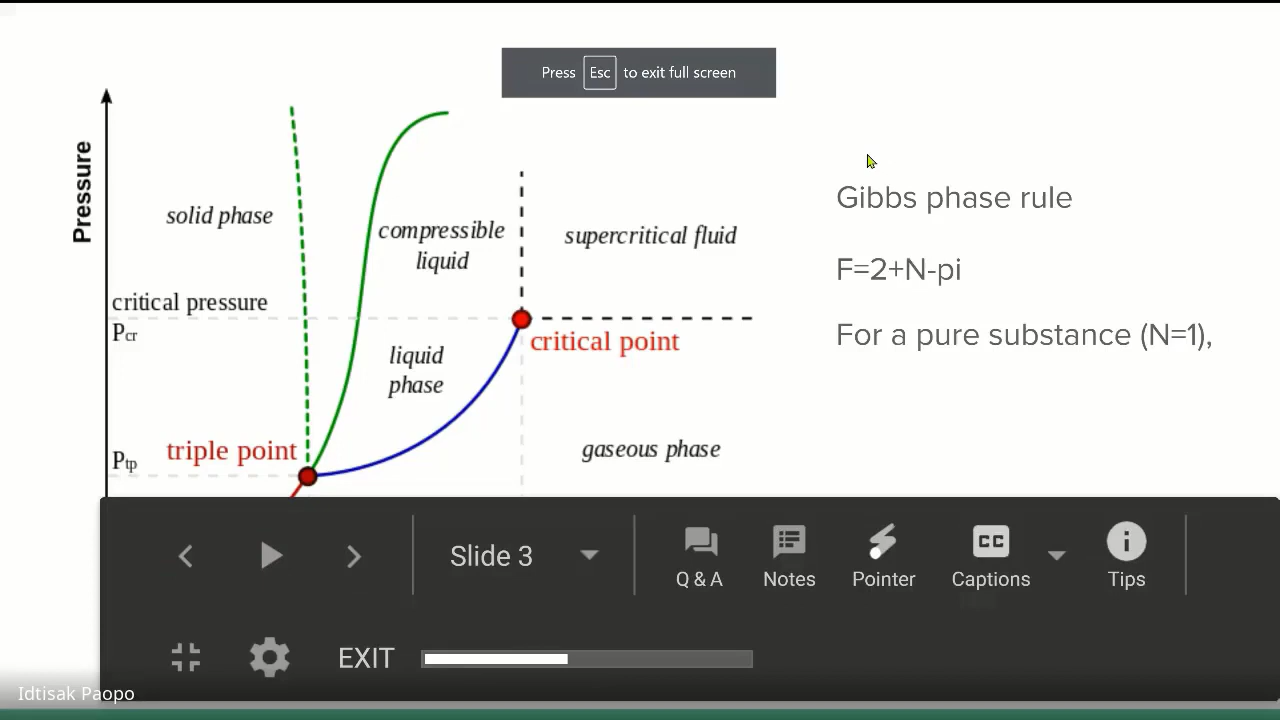 Press Esc to exit full screen
Pressure
solid phase
compressible
liquid
supercritical fluid
critical pressure
Pcr
critical point
liquid
phase
triple point
Ptp
gaseous phase
Gibbs phase rule
F=2+N-pi
For a pure substance (N=1),
Slide 3
Q & A
Notes
CC
Pointer
Captions
Tips
EXIT
Idtisak Paopo